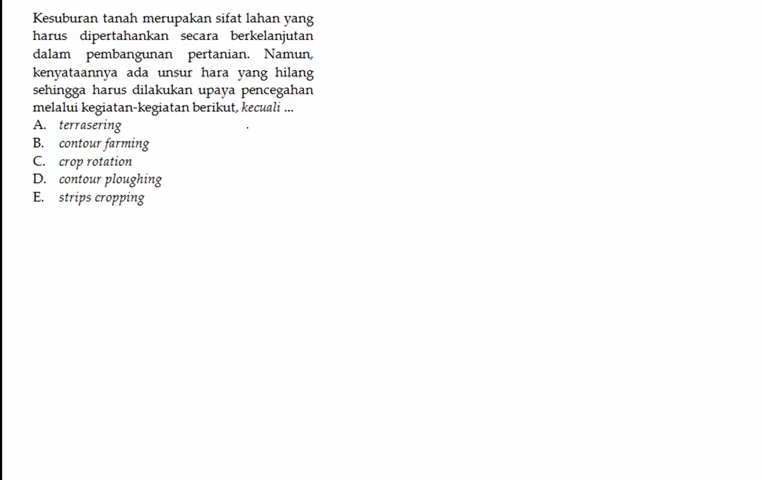 Kesuburan tanah merupakan sifat lahan yang
harus dipertahankan secara berkelanjutan
dalam pembangunan pertanian. Namun,
kenyataannya ada unsur hara yang hilang
sehingga harus dilakukan upaya pencegahan
melalui kegiatan-kegiatan berikut, kecuali ...
A. terrasering
B. contour farming
C. crop rotation
D. contour ploughing
E. strips cropping